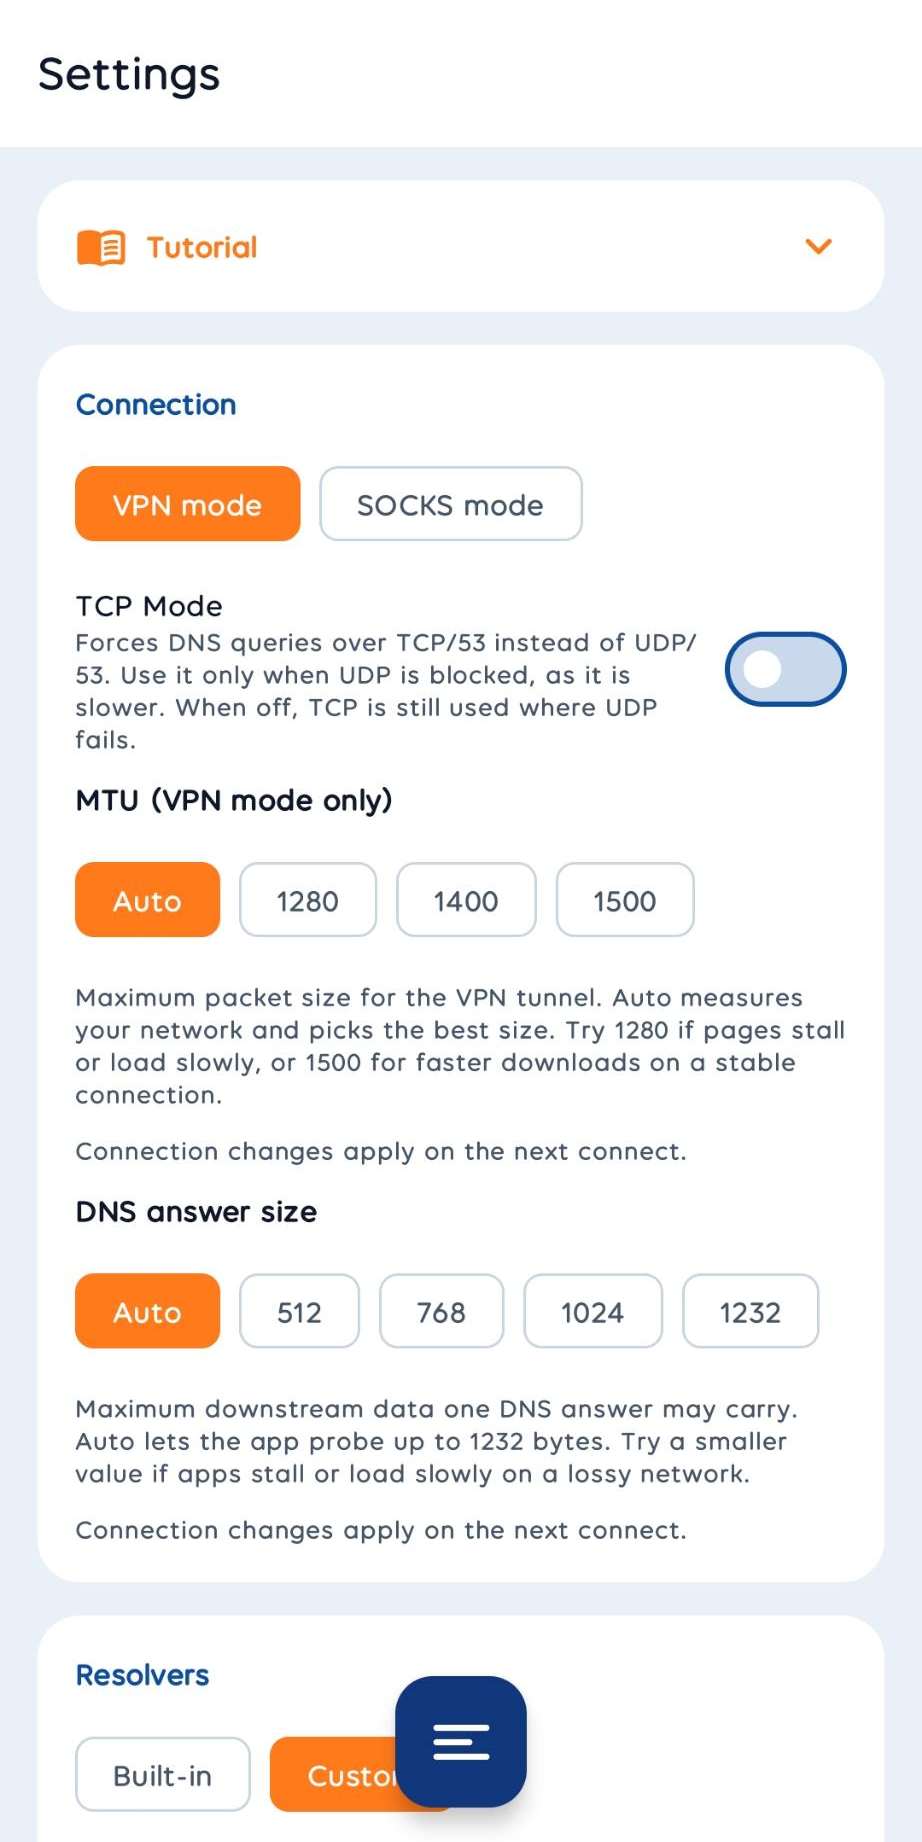 Settings
Tutorial
Connection
VPN mode
SOCKS mode
TCP Mode
Forces DNS queries over TCP/53 instead of UDP/
53. Use it only when UDP is blocked, as it is
slower. When off, TCP is still used where UDP
fails.
MTU (VPN mode only)
Auto
1280
1400
1500
Maximum packet size for the VPN tunnel. Auto measures
your network and picks the best size. Try 1280 if pages stall
or load slowly, or 1500 for faster downloads on a stable
connection.
Connection changes apply on the next connect.
DNS answer size
Auto
512
768
1024
1232
Maximum downstream data one DNS answer may carry.
Auto lets the app probe up to 1232 bytes. Try a smaller
value if apps stall or load slowly on a lossy network.
Connection changes apply on the next connect.
Resolvers
Built-in